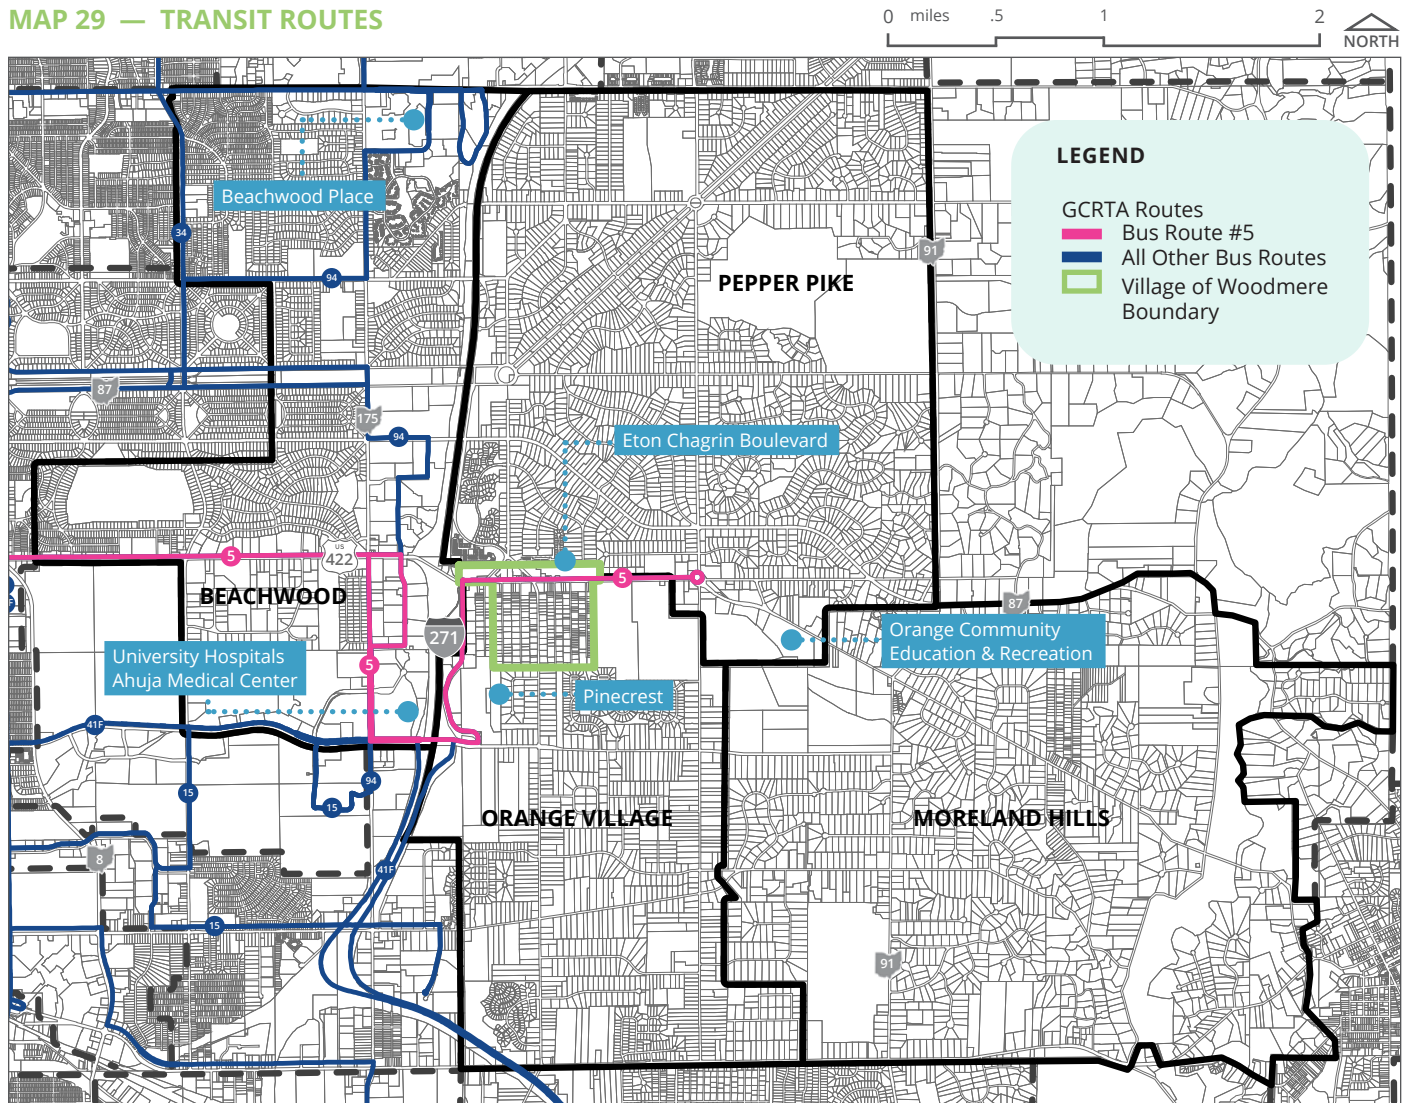 MAP 29 — TRANSIT ROUTES
0 miles .5 1 2
NORTH
LEGEND
GCRTA Routes
Bus Route #5
All Other Bus Routes
Village of Woodmere
Boundary
Beachwood Place
34
94
91
PEPPER PIKE
87
175
94
Eton Chagrin Boulevard
5
US
422
5
BEACHWOOD
87
271
Orange Community
Education & Recreation
University Hospitals
Ahuja Medical Center
5
Pinecrest
41F
94
15
15
ORANGE VILLAGE
MORELAND HILLS
8
41F
15
91